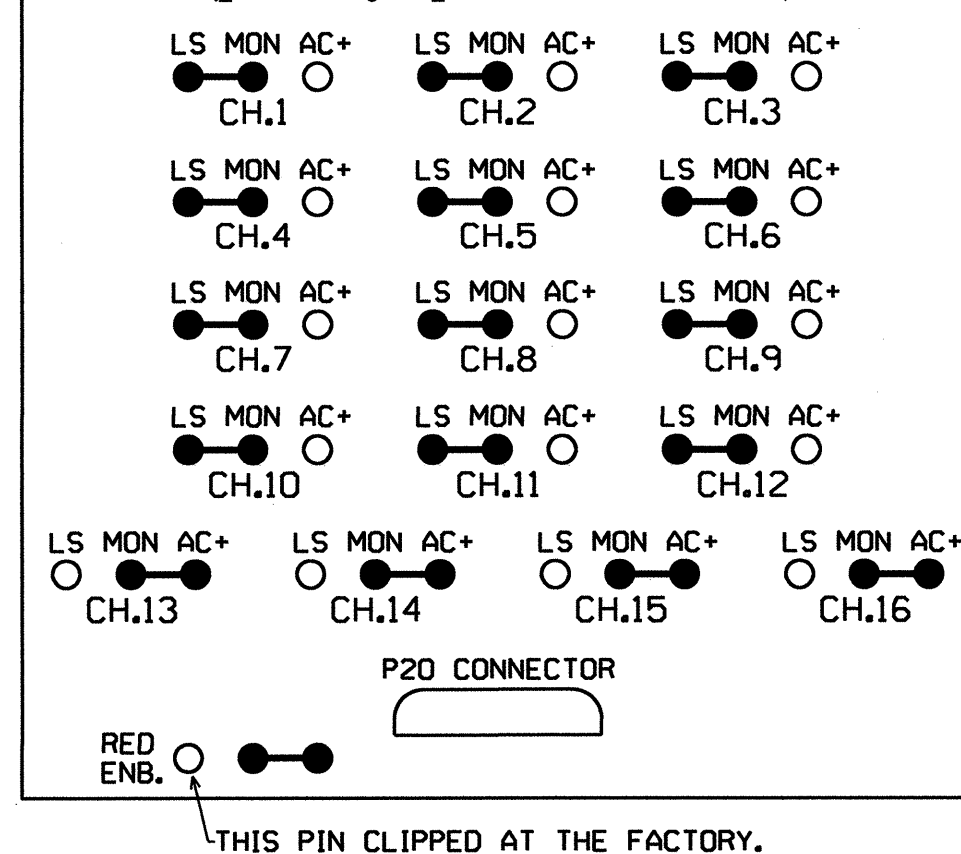 LS MON AC+ LS MON AC+ LS MON AC+
CH.1 CH.2 CH.3
LS MON AC+ LS MON AC+ LS MON AC+
CH.4 CH.5 CH.6
LS MON AC+ LS MON AC+ LS MON AC+
CH.7 CH.8 CH.9
LS MON AC+ LS MON AC+ LS MON AC+
CH.10 CH.11 CH.12
LS MON AC+ LS MON AC+ LS MON AC+ LS MON AC+
CH.13 CH.14 CH.15 CH.16
P20 CONNECTOR
RED
ENB.
THIS PIN CLIPPED AT THE FACTORY.